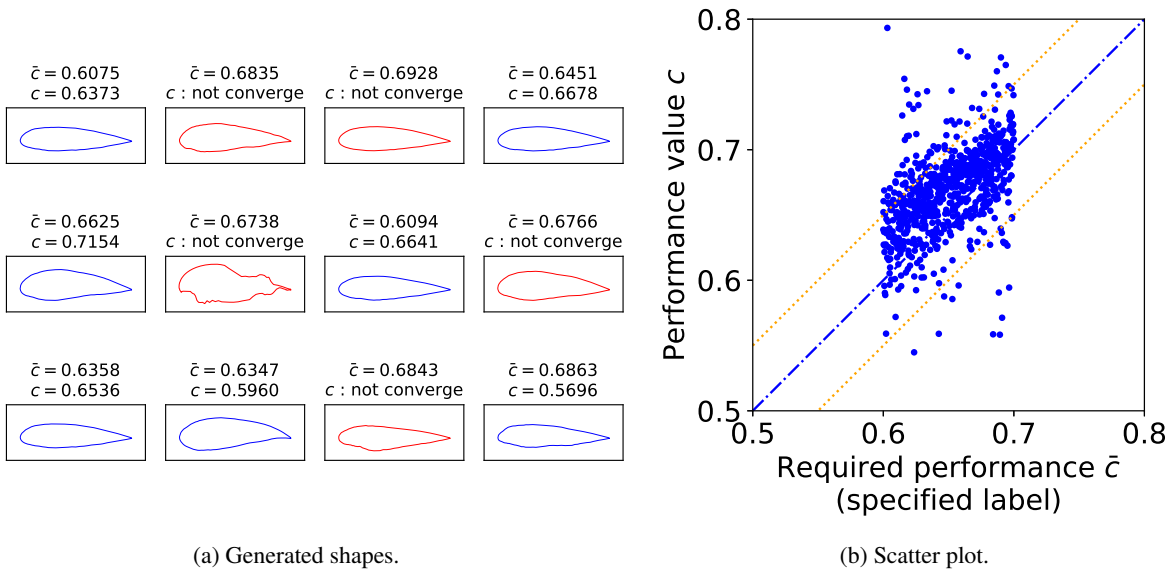 c̄ = 0.6075
c = 0.6373
c̄ = 0.6835
c : not converge
c̄ = 0.6928
c : not converge
c̄ = 0.6451
c = 0.6678
c̄ = 0.6625
c = 0.7154
c̄ = 0.6738
c : not converge
c̄ = 0.6094
c = 0.6641
c̄ = 0.6766
c : not converge
c̄ = 0.6358
c = 0.6536
c̄ = 0.6347
c = 0.5960
c̄ = 0.6843
c : not converge
c̄ = 0.6863
c = 0.5696
(a) Generated shapes.
Performance value c
0.8
0.7
0.6
0.5
0.5 0.6 0.7 0.8
Required performance c̄
(specified label)
(b) Scatter plot.